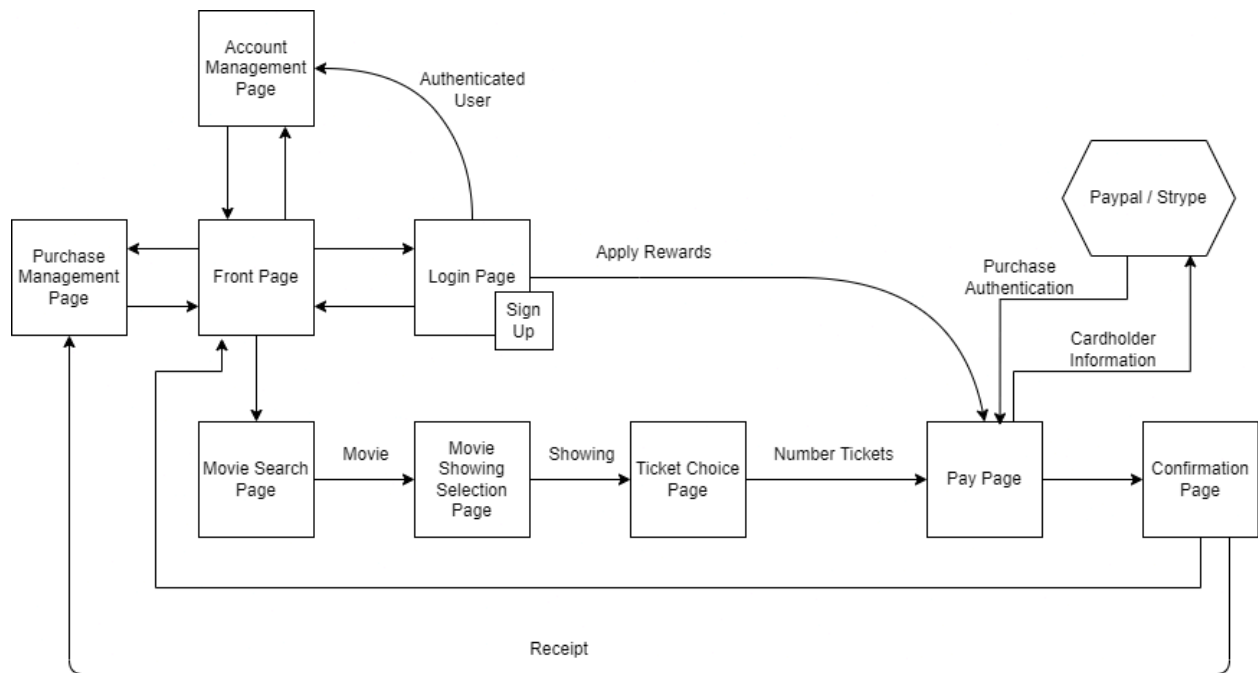 Account
Management
Page
Authenticated
User
Paypal / Strype
Purchase
Management
Page
Front Page
Login Page
Sign
Up
Apply Rewards
Purchase
Authentication
Cardholder
Information
Movie Search
Page
Movie
Movie
Showing
Selection
Page
Showing
Ticket Choice
Page
Number Tickets
Pay Page
Confirmation
Page
Receipt